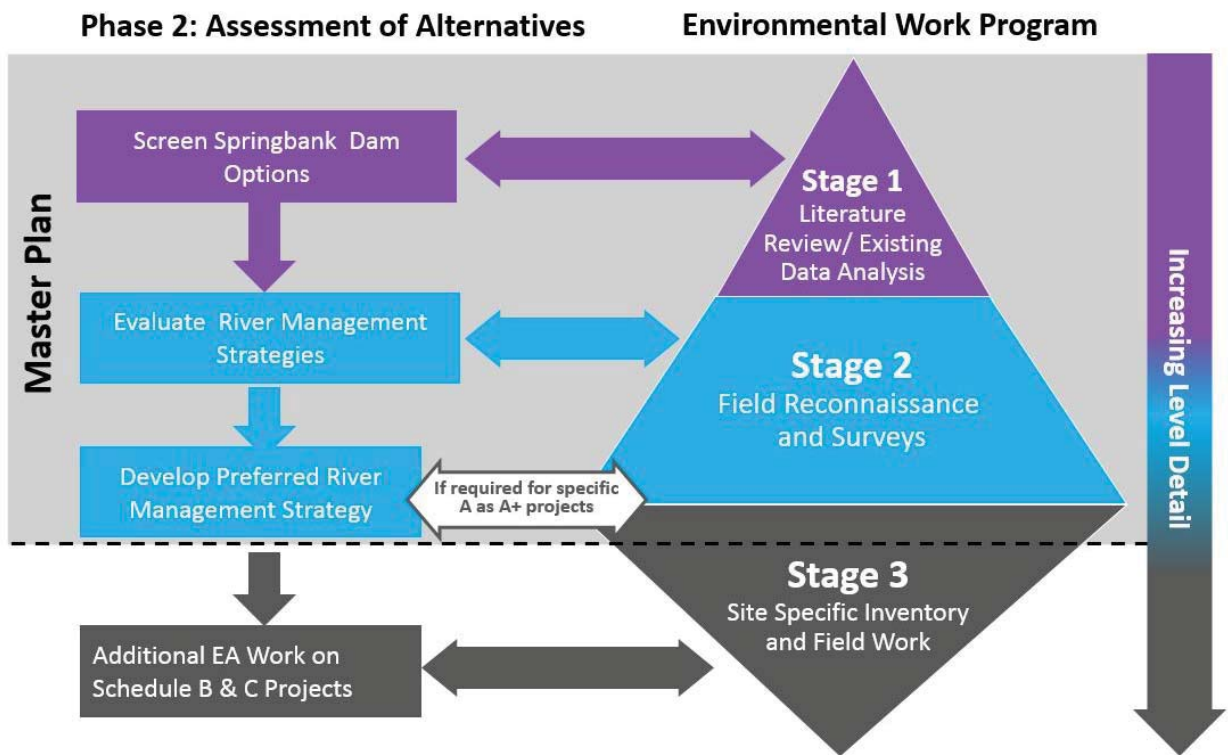 Phase 2: Assessment of Alternatives
Environmental Work Program
Master Plan
Screen Springbank Dam
Options
Evaluate River Management
Strategies
Develop Preferred River
Management Strategy
Additional EA Work on
Schedule B & C Projects
If required for specific
A as A+ projects
Stage 1
Literature
Review/ Existing
Data Analysis
Stage 2
Field Reconnaissance
and Surveys
Stage 3
Site Specific Inventory
and Field Work
Increasing Level Detail